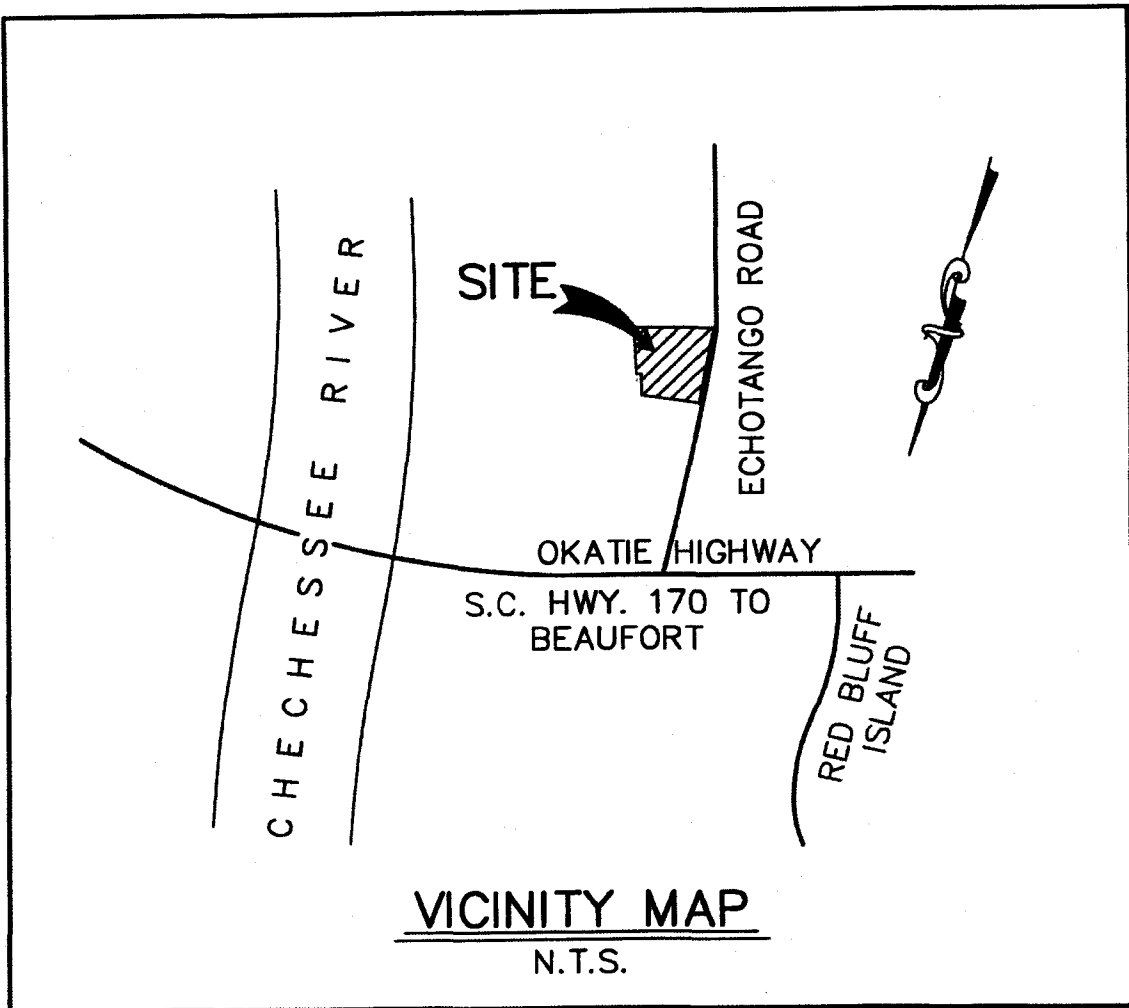 SITE
ECHOTANGO ROAD
CHECHESSEE RIVER
OKATIE HIGHWAY
S.C. HWY. 170 TO
BEAUFORT
RED BLUFF
ISLAND
VICINITY MAP
N.T.S.